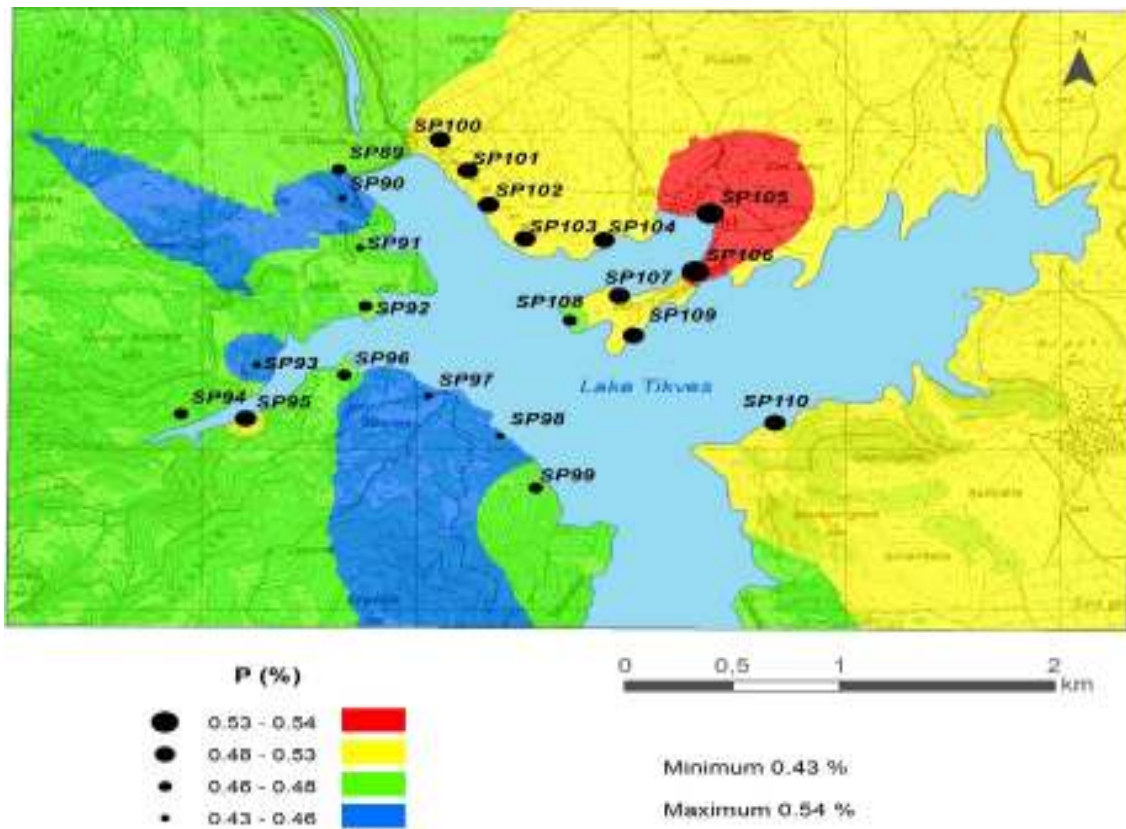 N
SP100
SP89
SP101
SP90
SP102
SP105
SP103 SP104
SP91
SP106
SP107
SP92
SP108
SP109
SP93
SP96
SP97
Lake Tikves
SP94
SP95
SP110
SP98
SP99
P (%)
0 0,5 1 2
km
0.53 - 0.54
0.48 - 0.53
0.46 - 0.48
0.43 - 0.46
Minimum 0.43 %
Maximum 0.54 %